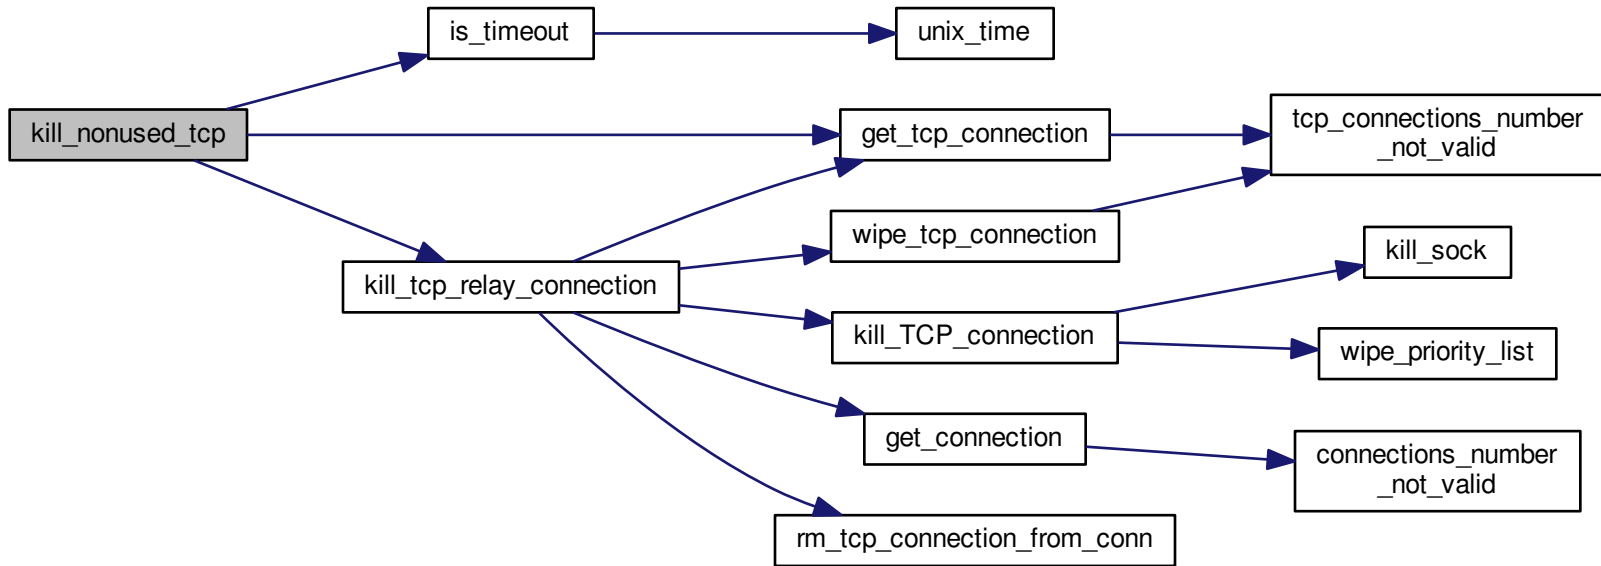 is_timeout
unix_time
kill_nonused_tcp
get_tcp_connection
tcp_connections_number
_not_valid
wipe_tcp_connection
kill_sock
kill_tcp_relay_connection
kill_TCP_connection
wipe_priority_list
get_connection
connections_number
_not_valid
rm_tcp_connection_from_conn